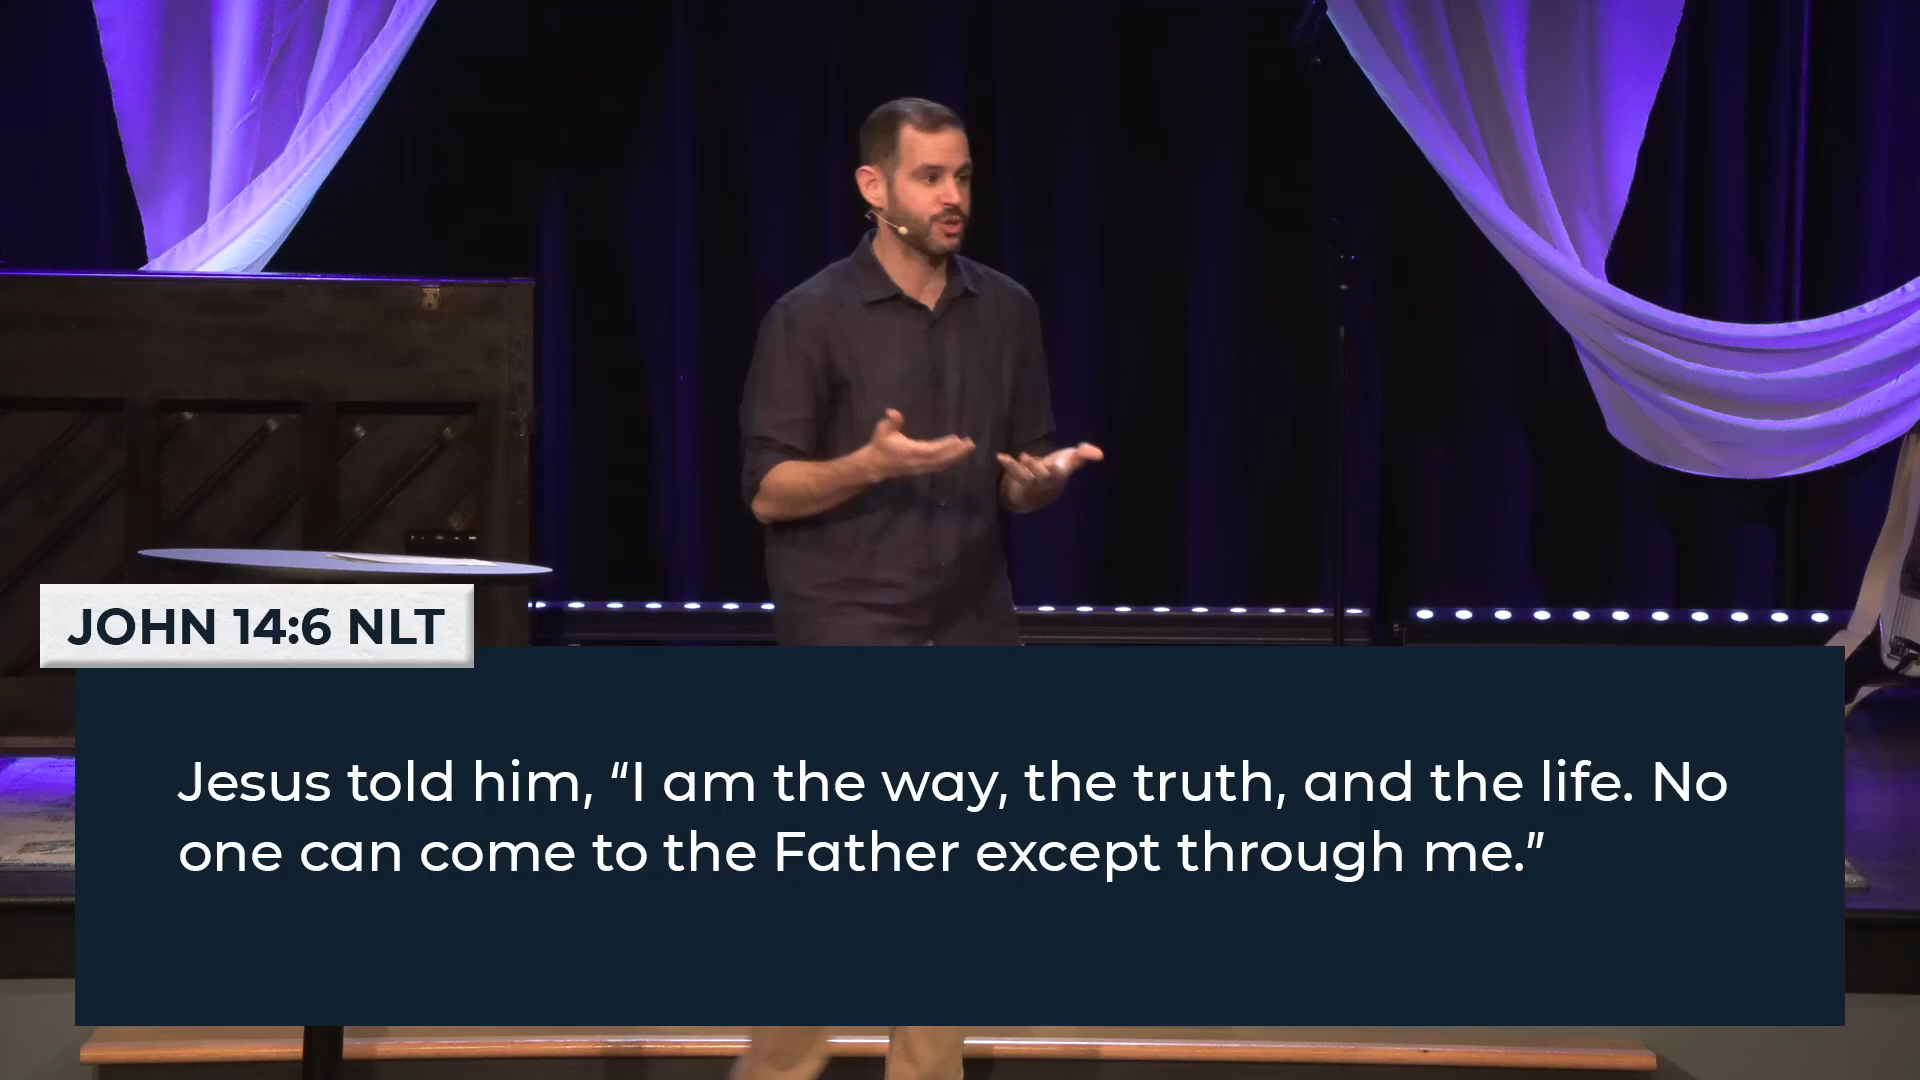 JOHN 14:6 NLT
Jesus told him, “I am the way, the truth, and the life. No
one can come to the Father except through me.”